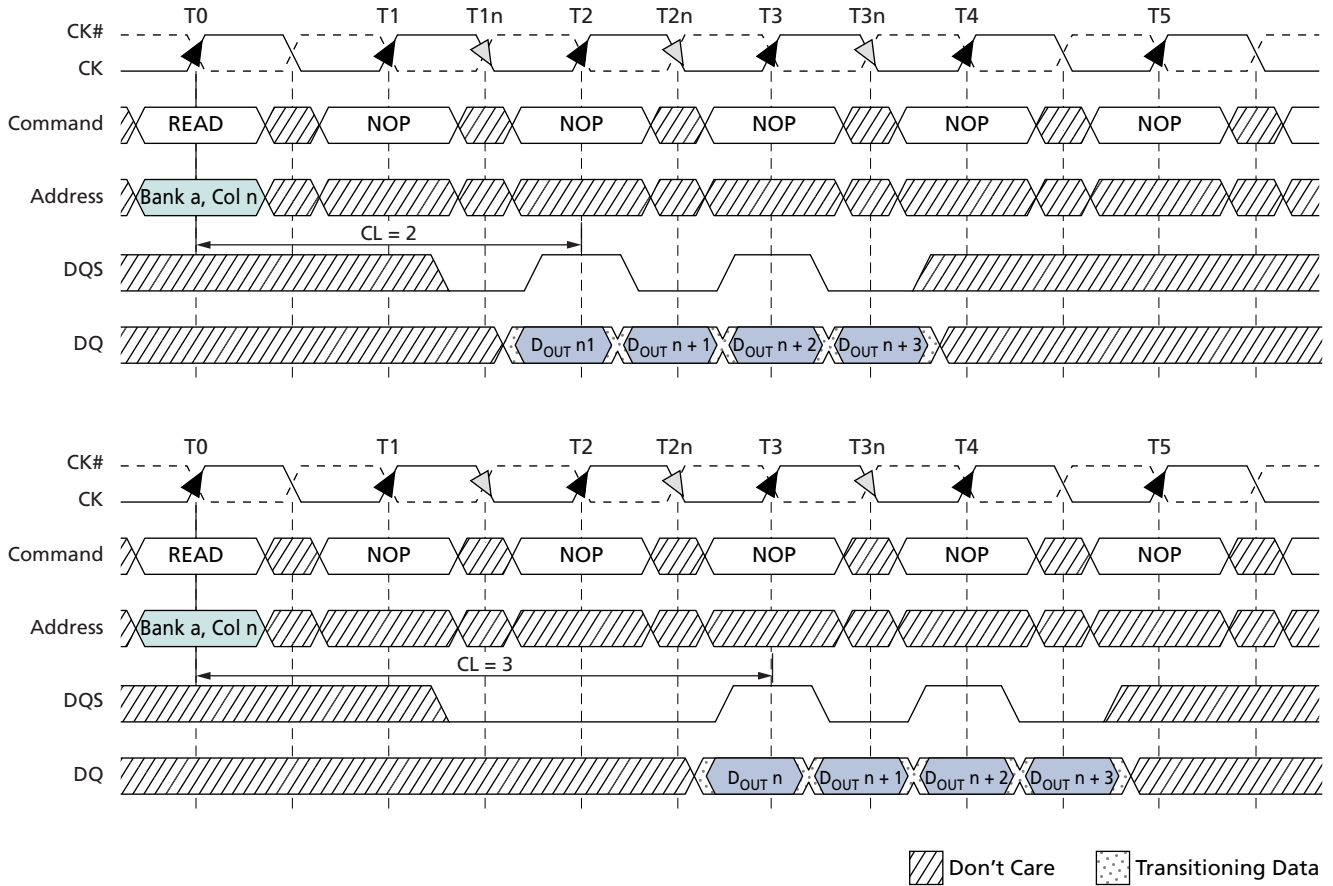 T0 T1 T1n T2 T2n T3 T3n T4 T5
CK#
CK
Command READ NOP NOP NOP NOP NOP
Address Bank a, Col n
CL = 2
DQS
DQ DOUT n1 DOUT n + 1 DOUT n + 2 DOUT n + 3
T0 T1 T1n T2 T2n T3 T3n T4 T5
CK#
CK
Command READ NOP NOP NOP NOP NOP
Address Bank a, Col n
CL = 3
DQS
DQ DOUT n DOUT n + 1 DOUT n + 2 DOUT n + 3
Don't Care Transitioning Data